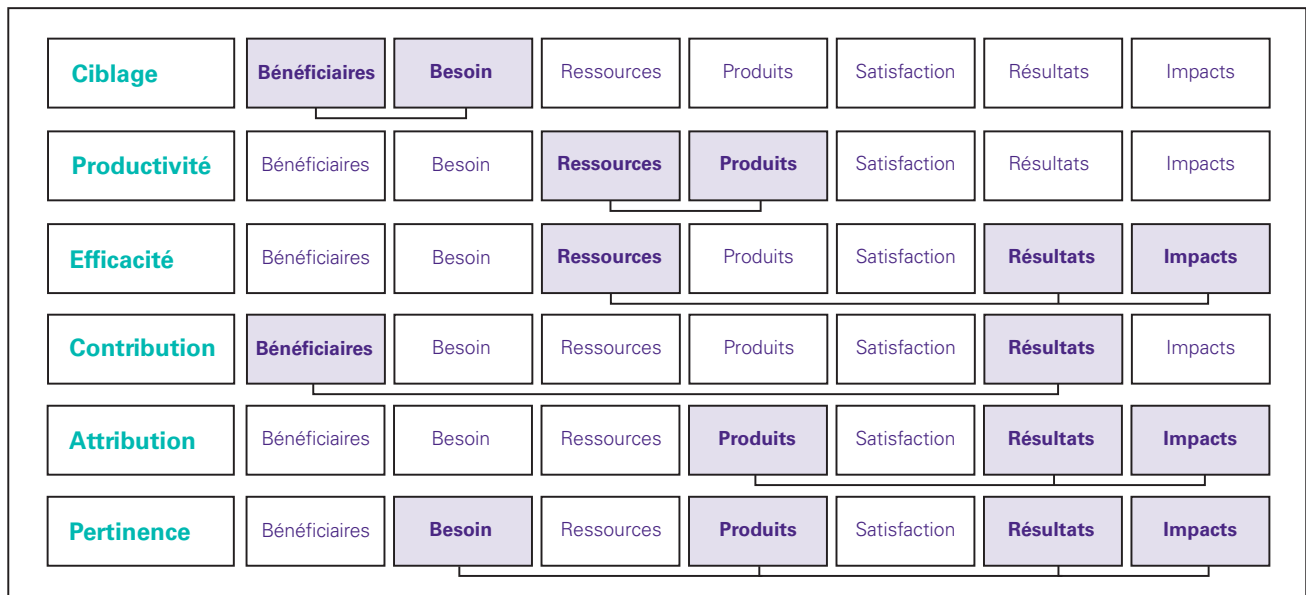 Ciblage Bénéficiaires Besoin Ressources Produits Satisfaction Résultats Impacts
Productivité Bénéficiaires Besoin Ressources Produits Satisfaction Résultats Impacts
Efficacité Bénéficiaires Besoin Ressources Produits Satisfaction Résultats Impacts
Contribution Bénéficiaires Besoin Ressources Produits Satisfaction Résultats Impacts
Attribution Bénéficiaires Besoin Ressources Produits Satisfaction Résultats Impacts
Pertinence Bénéficiaires Besoin Ressources Produits Satisfaction Résultats Impacts